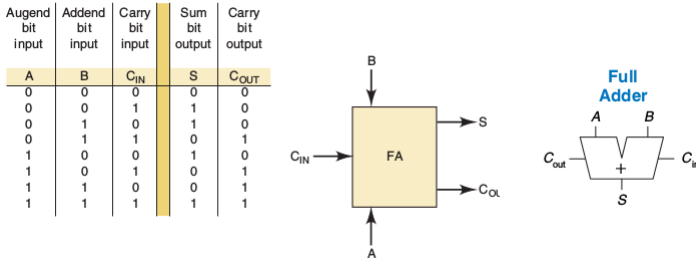 Augend Addend Carry Sum Carry
bit bit bit bit bit
input input input output output
A B CIN S COUT
0 0 0 0 0
0 0 1 1 0
0 1 0 1 0
0 1 1 0 1
1 0 0 1 0
1 0 1 0 1
1 1 0 0 1
1 1 1 1 1
B
S
CIN
FA
A
Full
Adder
A B
Cout
+
S